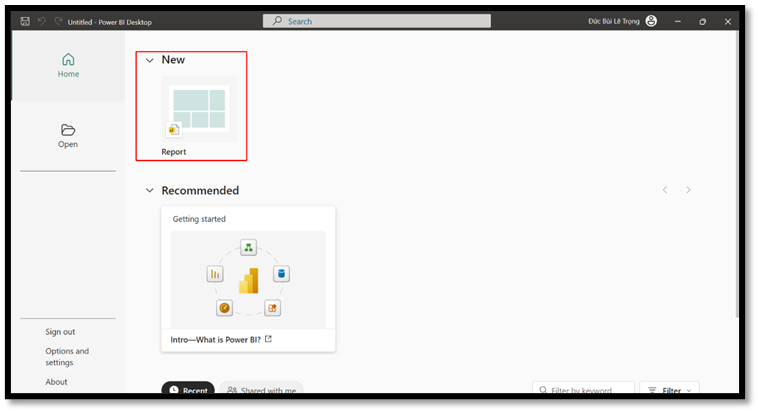 Untitled - Power BI Desktop
Search
Đức Bùi Lê Trọng
Home
Open
New
Report
Recommended
Getting started
Intro—What is Power BI?
Sign out
Options and
settings
About
Recent
Shared with me
Filter by keyword
Filter